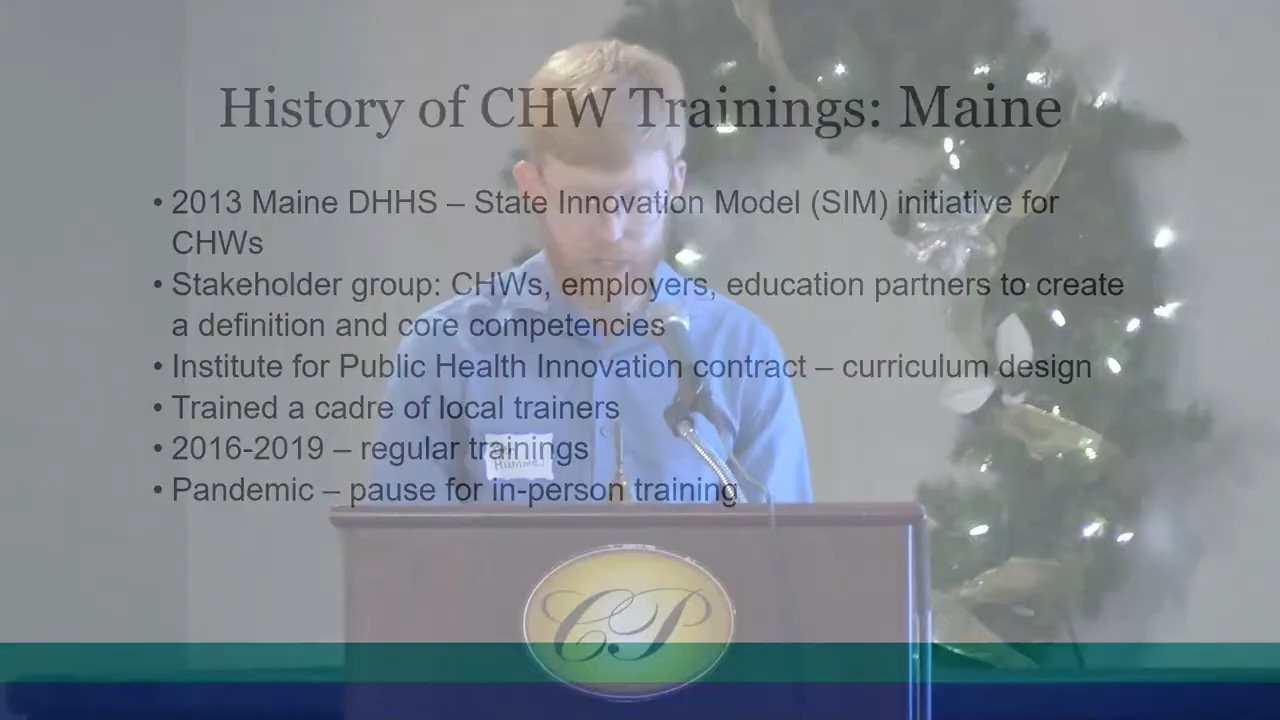 History of CHW Trainings: Maine
• 2013 Maine DHHS – State Innovation Model (SIM) initiative for
CHWs
• Stakeholder group: CHWs, employers, education partners to create
a definition and core competencies
• Institute for Public Health Innovation contract – curriculum design
• Trained a cadre of local trainers
• 2016-2019 – regular trainings
Hummel
• Pandemic – pause for in-person training
CP